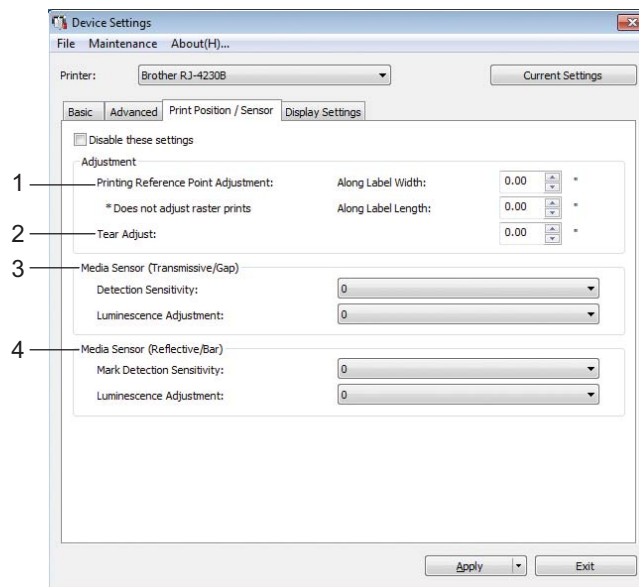 Device Settings
File Maintenance About(H)...
Printer: Brother RJ-4230B Current Settings
Basic Advanced Print Position / Sensor Display Settings
Disable these settings
Adjustment
1 Printing Reference Point Adjustment: Along Label Width: 0.00 "
* Does not adjust raster prints Along Label Length: 0.00 "
2 Tear Adjust: 0.00 "
3 Media Sensor (Transmissive/Gap)
Detection Sensitivity: 0
Luminescence Adjustment: 0
4 Media Sensor (Reflective/Bar)
Mark Detection Sensitivity: 0
Luminescence Adjustment: 0
Apply Exit